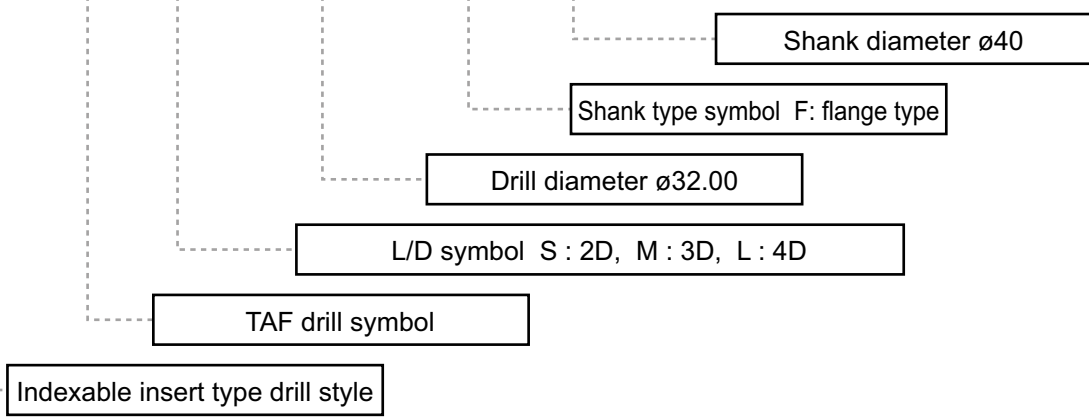 Shank diameter ø40
Shank type symbol F: flange type
Drill diameter ø32.00
L/D symbol S : 2D, M : 3D, L : 4D
TAF drill symbol
Indexable insert type drill style